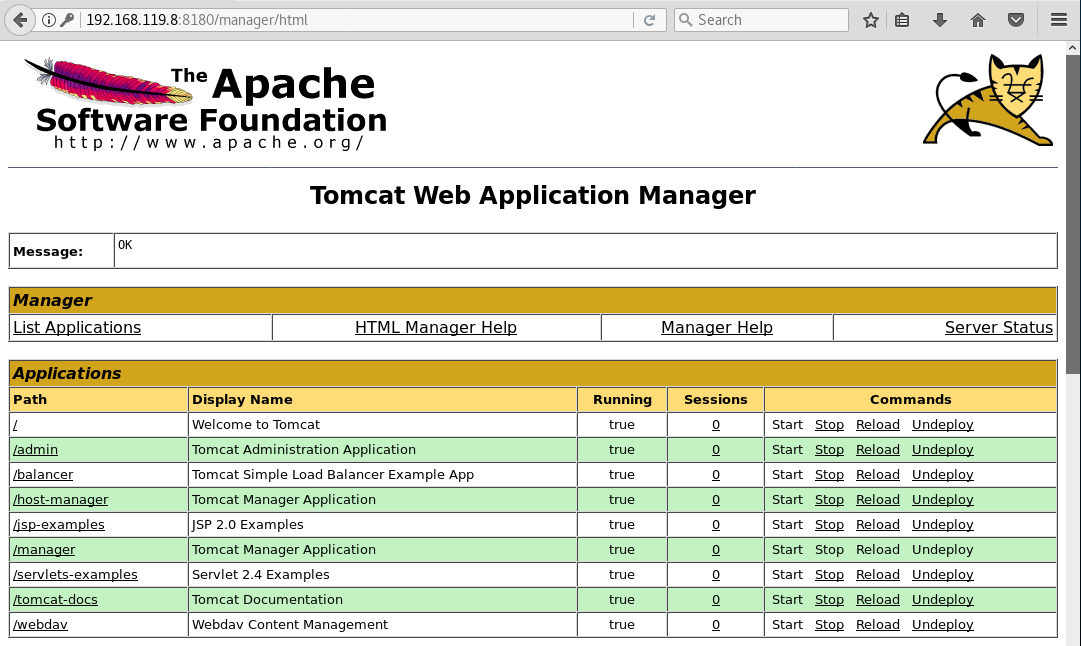 192.168.119.8:8180/manager/html Search
The Apache
Software Foundation
http://www.apache.org/
Tomcat Web Application Manager
Message: OK
Manager
List Applications HTML Manager Help Manager Help Server Status
Applications
Path Display Name Running Sessions Commands
/ Welcome to Tomcat true 0 Start Stop Reload Undeploy
/admin Tomcat Administration Application true 0 Start Stop Reload Undeploy
/balancer Tomcat Simple Load Balancer Example App true 0 Start Stop Reload Undeploy
/host-manager Tomcat Manager Application true 0 Start Stop Reload Undeploy
/jsp-examples JSP 2.0 Examples true 0 Start Stop Reload Undeploy
/manager Tomcat Manager Application true 0 Start Stop Reload Undeploy
/servlets-examples Servlet 2.4 Examples true 0 Start Stop Reload Undeploy
/tomcat-docs Tomcat Documentation true 0 Start Stop Reload Undeploy
/webdav Webdav Content Management true 0 Start Stop Reload Undeploy